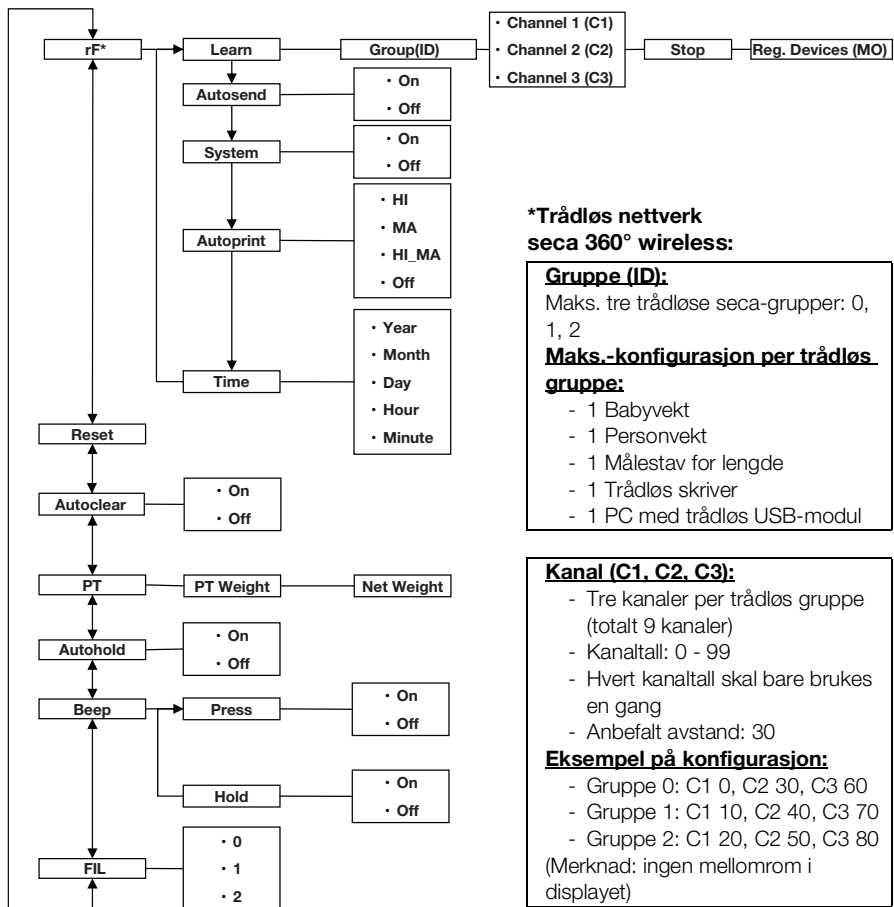 rF*
Learn
Group(ID)
• Channel 1 (C1)
• Channel 2 (C2)
• Channel 3 (C3)
Stop
Reg. Devices (MO)
Autosend
• On
• Off
System
• On
• Off
Autoprint
• HI
• MA
• HI_MA
• Off
Time
• Year
• Month
• Day
• Hour
• Minute
Reset
Autoclear
• On
• Off
PT
PT Weight
Net Weight
Autohold
• On
• Off
Beep
Press
• On
• Off
Hold
• On
• Off
FIL
• 0
• 1
• 2
*Trådløs nettverk
seca 360° wireless:
Gruppe (ID):
Maks. tre trådløse seca-grupper: 0,
1, 2
Maks.-konfigurasjon per trådløs
gruppe:
- 1 Babyvekt
- 1 Personvekt
- 1 Målestav for lengde
- 1 Trådløs skriver
- 1 PC med trådløs USB-modul
Kanal (C1, C2, C3):
- Tre kanaler per trådløs gruppe
(totalt 9 kanaler)
- Kanaltall: 0 - 99
- Hvert kanaltall skal bare brukes
en gang
- Anbefalt avstand: 30
Eksempel på konfigurasjon:
- Gruppe 0: C1 0, C2 30, C3 60
- Gruppe 1: C1 10, C2 40, C3 70
- Gruppe 2: C1 20, C2 50, C3 80
(Merknad: ingen mellomrom i
displayet)